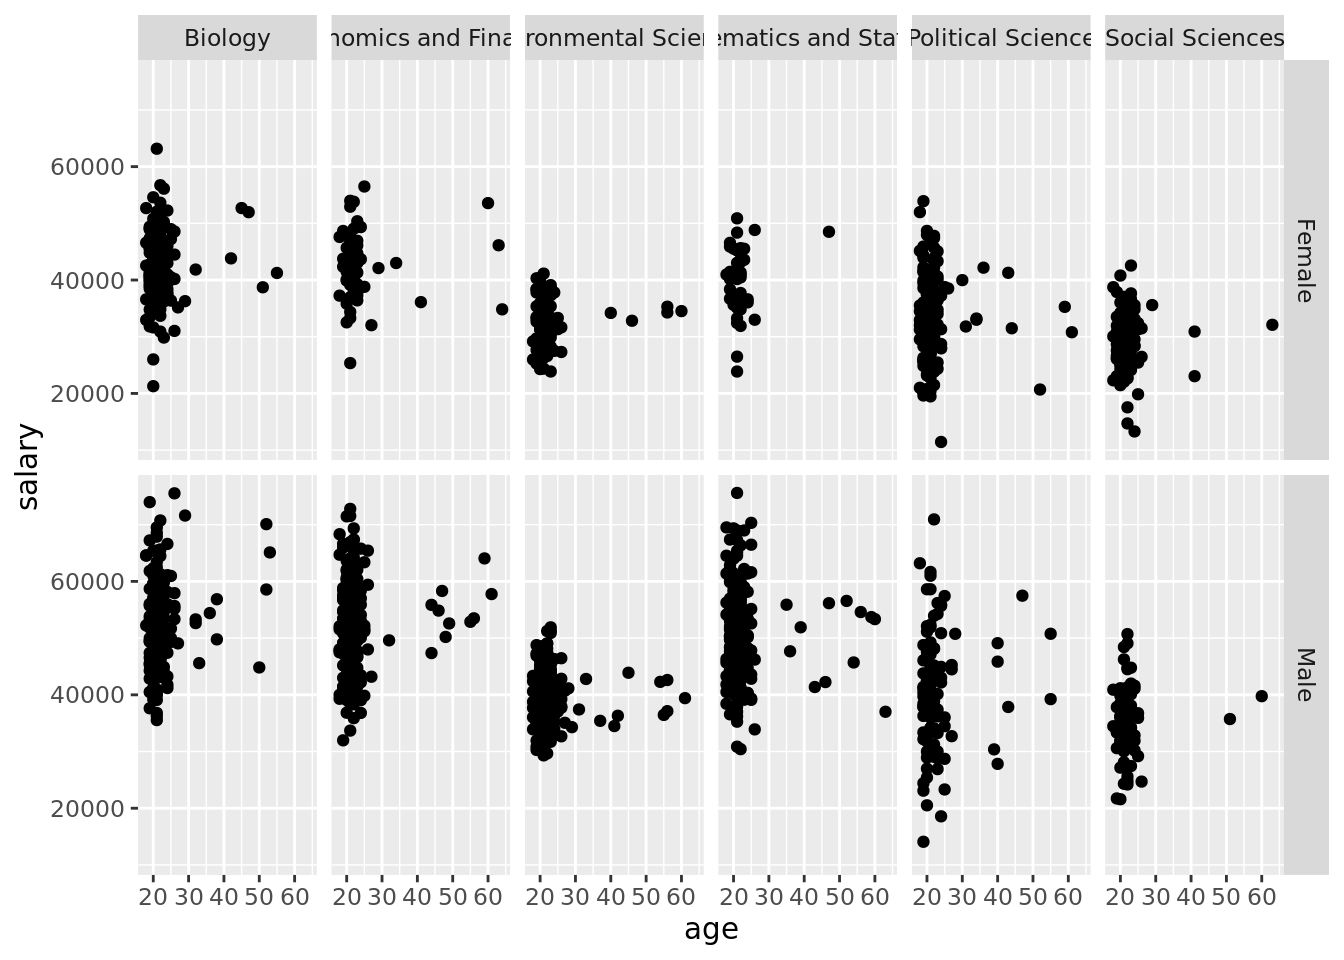 Biology nomics and Fina ronmental Scien ematics and Stat Political Science Social Sciences
60000
40000
20000
Female
salary
60000
40000
20000
Male
20 30 40 50 60 20 30 40 50 60 20 30 40 50 60 20 30 40 50 60 20 30 40 50 60 20 30 40 50 60
age